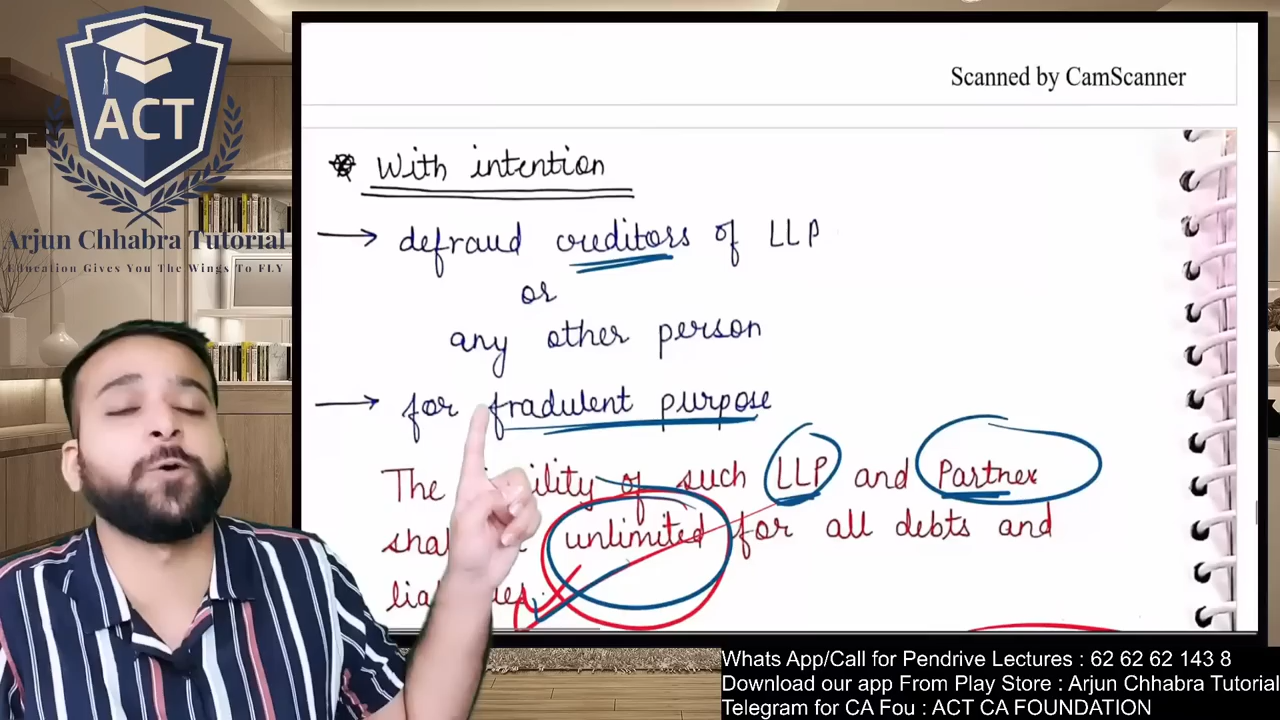 ACT
Arjun Chhabra Tutorial
Education Gives You The Wings To FLY
Scanned by CamScanner
With intention
→ defraud creditors of LLP
or
any other person
→ for fradulent purpose
The of such LLP and Partner
unlimited for all debts and
Whats App/Call for Pendrive Lectures : 62 62 62 143 8
Download our app From Play Store : Arjun Chhabra Tutorial
Telegram for CA Fou : ACT CA FOUNDATION